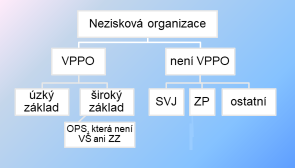 Nezisková organizace
VPPO
není VPPO
úzký
základ
široký
základ
SVJ
ZP
ostatní
OPS, která není
VŠ ani ZZ